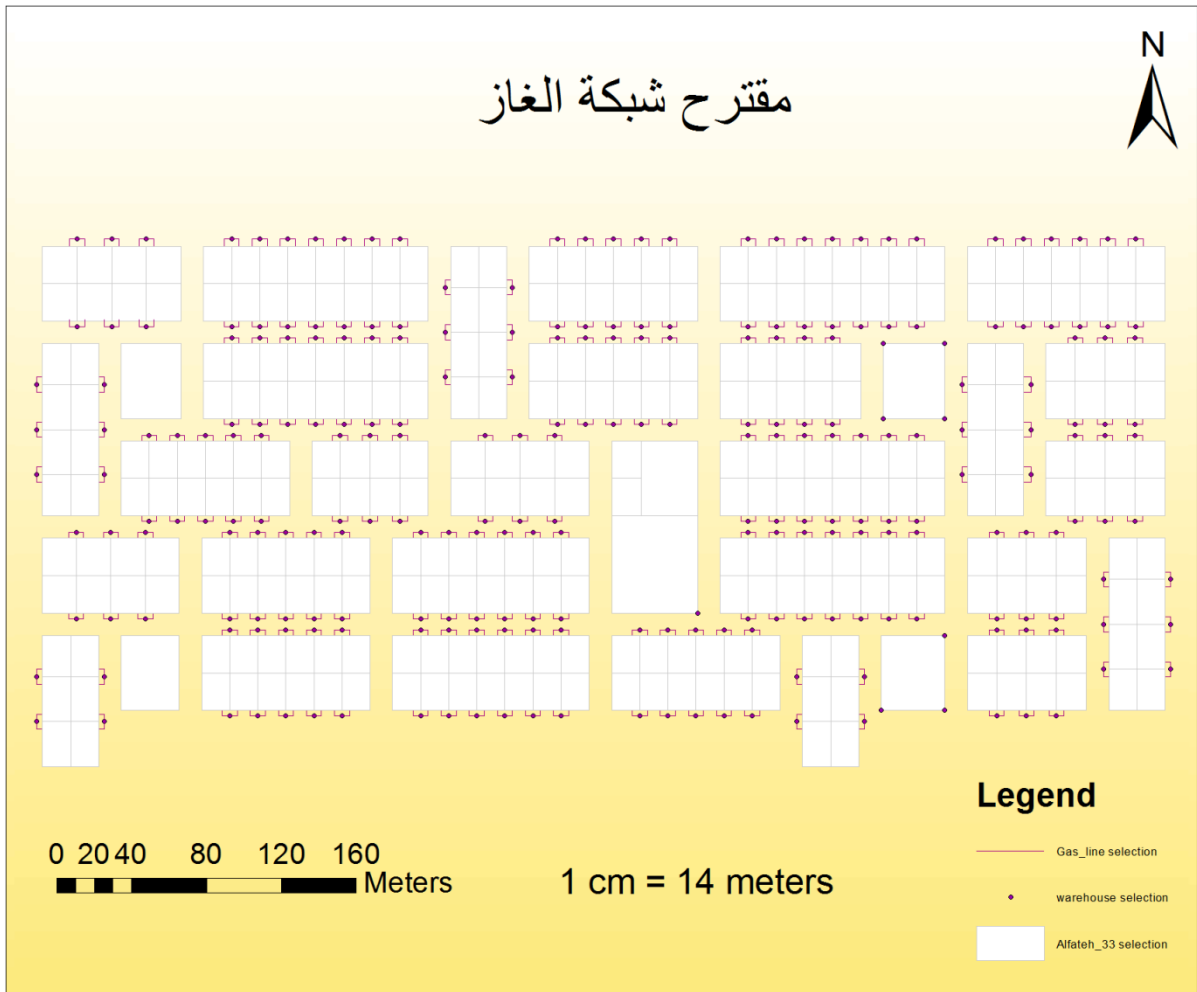 N
مقترح شبكة الغاز
Legend
Gas_line selection
warehouse selection
Alfateh_33 selection
0 20 40 80 120 160
Meters
1 cm = 14 meters